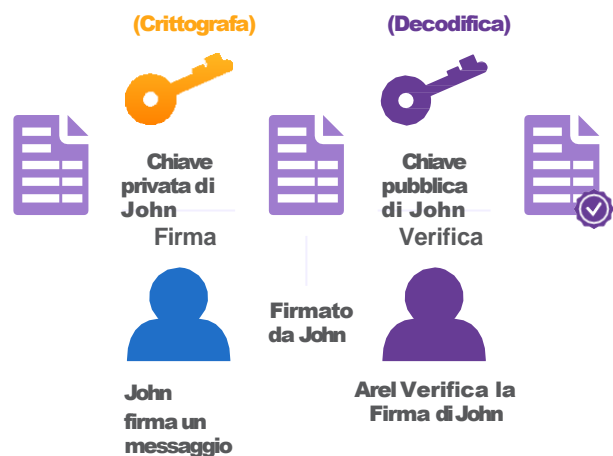 (Crittografa)
(Decodifica)
Chiave
privata di
John
Firma
Chiave
pubblica
di John
Verifica
Firmato
da John
John
firma un
messaggio
Arel Verifica la
Firma di John